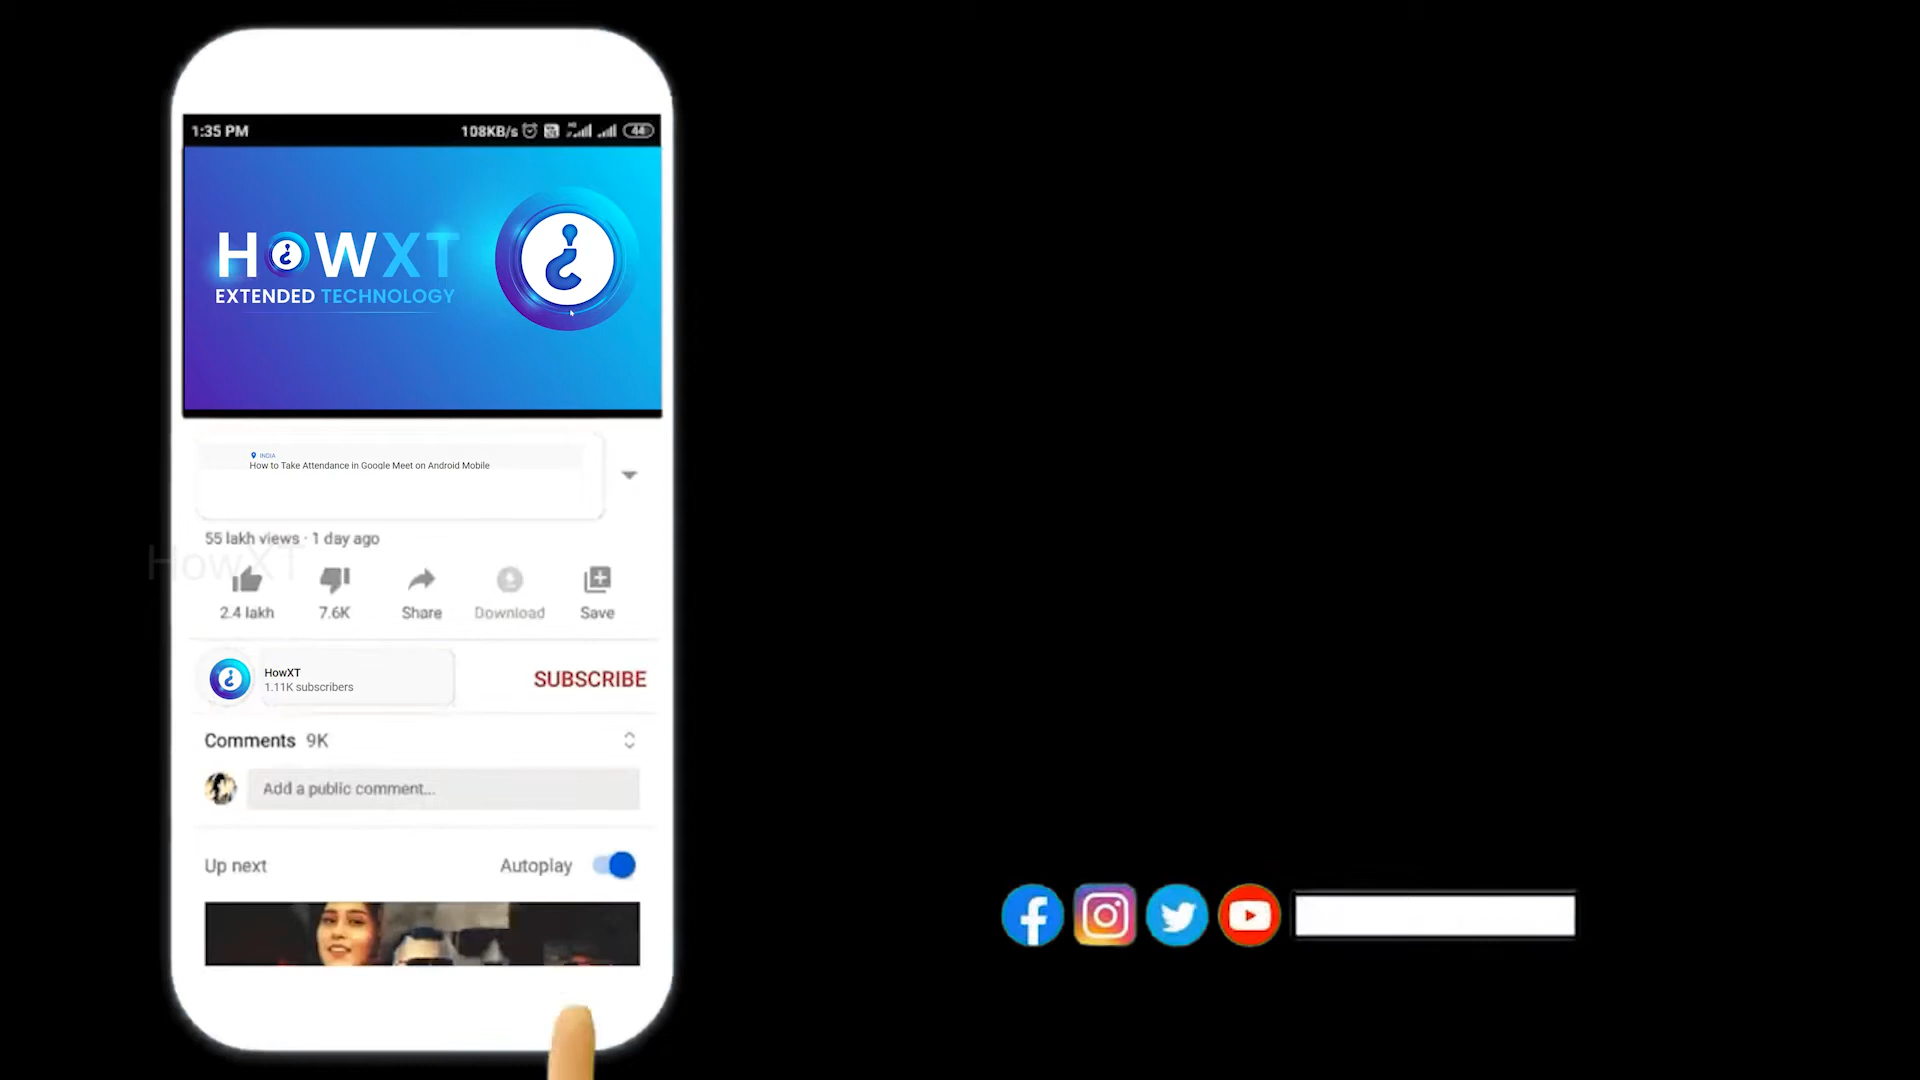 1:35 PM 108KB/s 44
HOWXT
EXTENDED TECHNOLOGY
INDIA
How to Take Attendance in Google Meet on Android Mobile
55 lakh views · 1 day ago
HowXT
2.4 lakh 7.6K Share Download Save
HowXT
1.11K subscribers
SUBSCRIBE
Comments 9K
Add a public comment...
Up next Autoplay